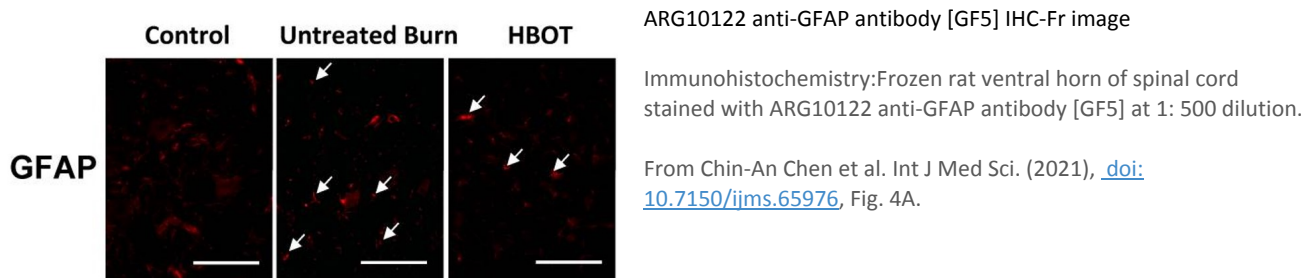 Control Untreated Burn HBOT
GFAP
ARG10122 anti-GFAP antibody [GF5] IHC-Fr image
Immunohistochemistry:Frozen rat ventral horn of spinal cord
stained with ARG10122 anti-GFAP antibody [GF5] at 1: 500 dilution.
From Chin-An Chen et al. Int J Med Sci. (2021), doi:
10.7150/ijms.65976, Fig. 4A.